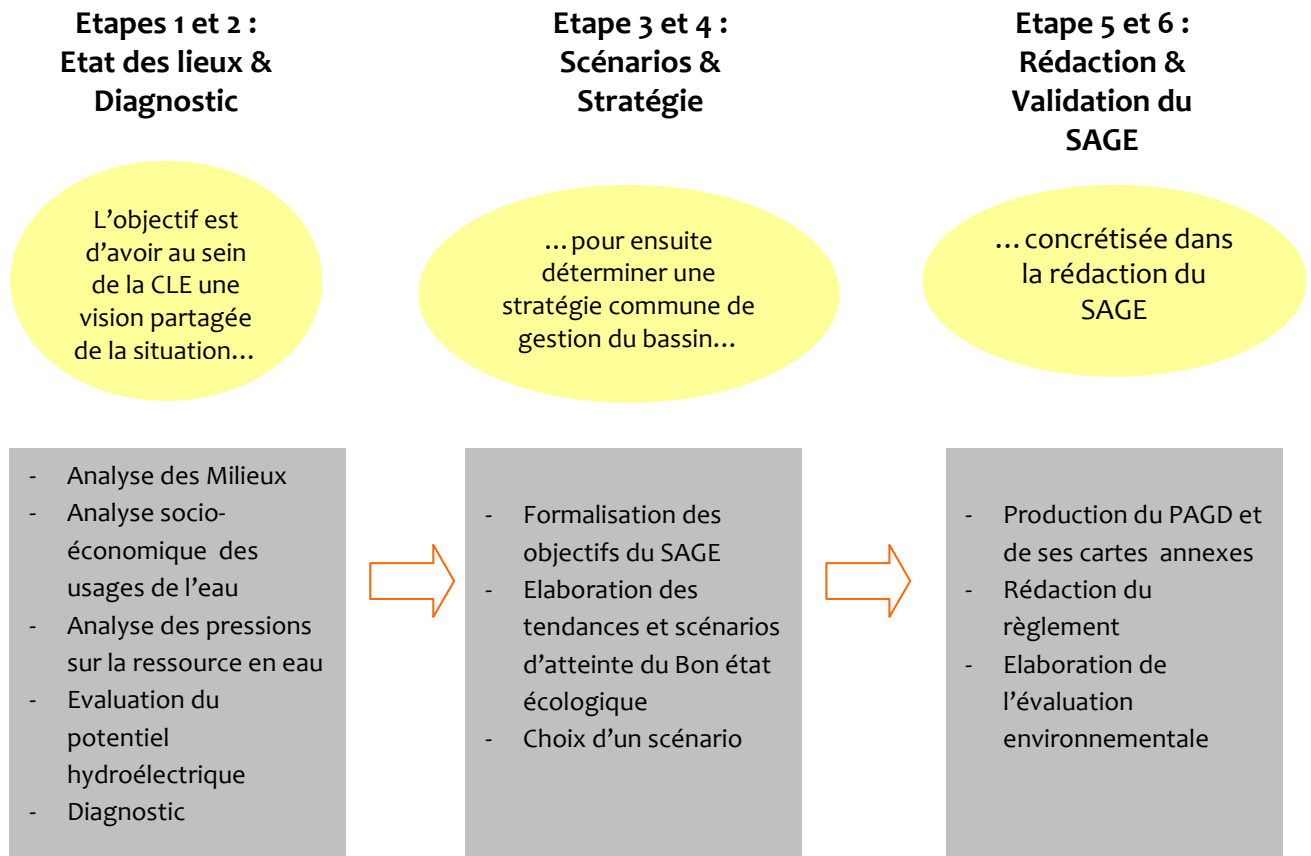 Etapes 1 et 2 :
Etat des lieux &
Diagnostic
L'objectif est
d'avoir au sein
de la CLE une
vision partagée
de la situation…
- Analyse des Milieux
- Analyse socio-
économique des
usages de l'eau
- Analyse des pressions
sur la ressource en eau
- Evaluation du
potentiel
hydroélectrique
- Diagnostic
Etape 3 et 4 :
Scénarios &
Stratégie
…pour ensuite
déterminer une
stratégie commune de
gestion du bassin…
- Formalisation des
objectifs du SAGE
- Elaboration des
tendances et scénarios
d'atteinte du Bon état
écologique
- Choix d'un scénario
Etape 5 et 6 :
Rédaction &
Validation du
SAGE
…concrétisée dans
la rédaction du
SAGE
- Production du PAGD et
de ses cartes annexes
- Rédaction du
règlement
- Elaboration de
l'évaluation
environnementale